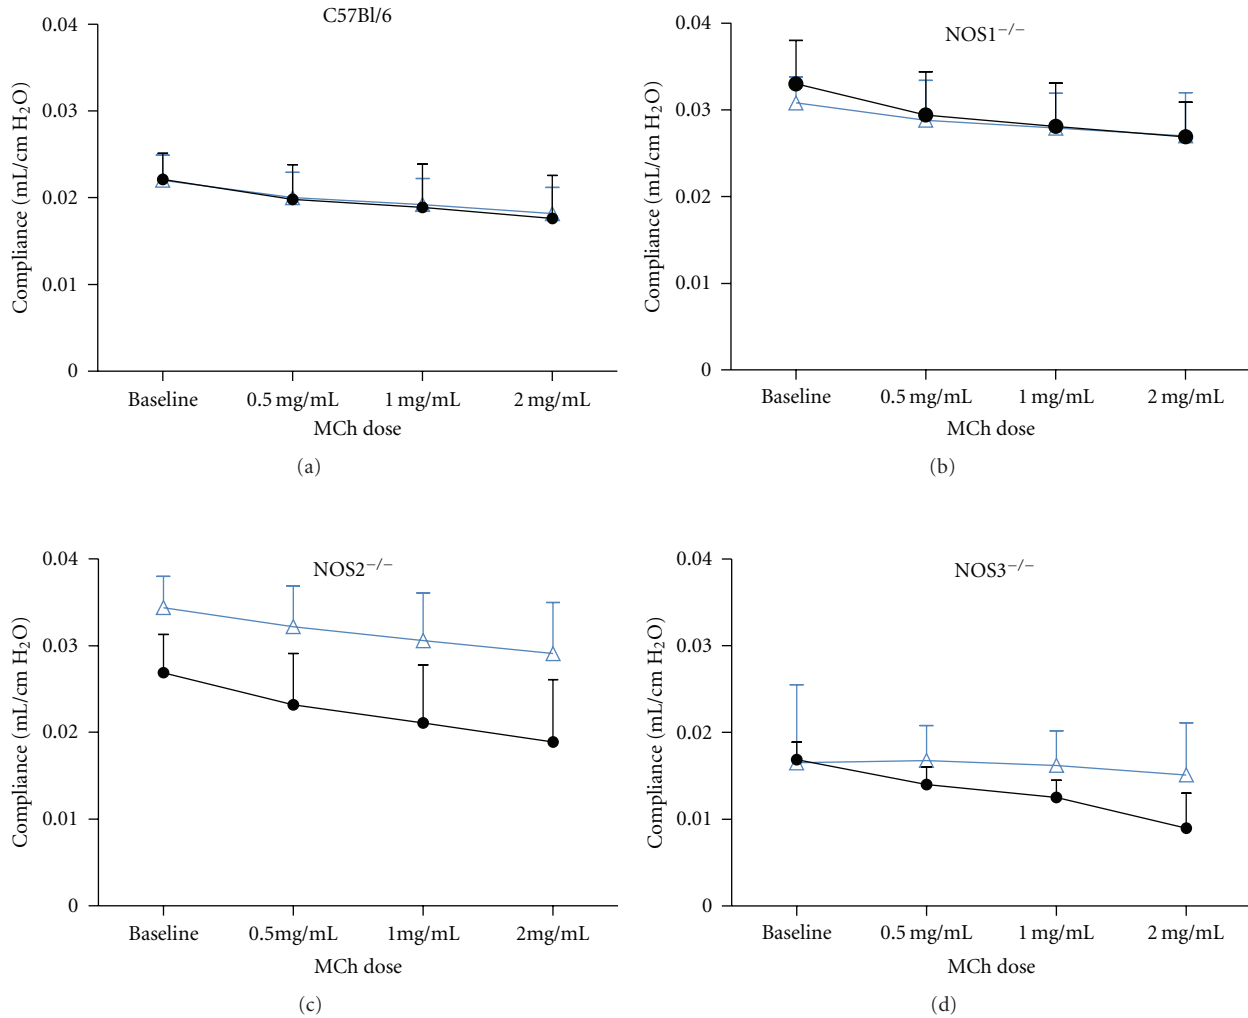 C57Bl/6
0.04
0.03
0.02
0.01
0
Compliance (mL/cm H₂O)
Baseline 0.5 mg/mL 1 mg/mL 2 mg/mL
MCh dose
(a)
NOS1⁻/⁻
0.04
0.03
0.02
0.01
0
Compliance (mL/cm H₂O)
Baseline 0.5 mg/mL 1 mg/mL 2 mg/mL
MCh dose
(b)
NOS2⁻/⁻
0.04
0.03
0.02
0.01
0
Compliance (mL/cm H₂O)
Baseline 0.5mg/mL 1mg/mL 2mg/mL
MCh dose
(c)
NOS3⁻/⁻
0.04
0.03
0.02
0.01
0
Compliance (mL/cm H₂O)
Baseline 0.5 mg/mL 1 mg/mL 2 mg/mL
MCh dose
(d)